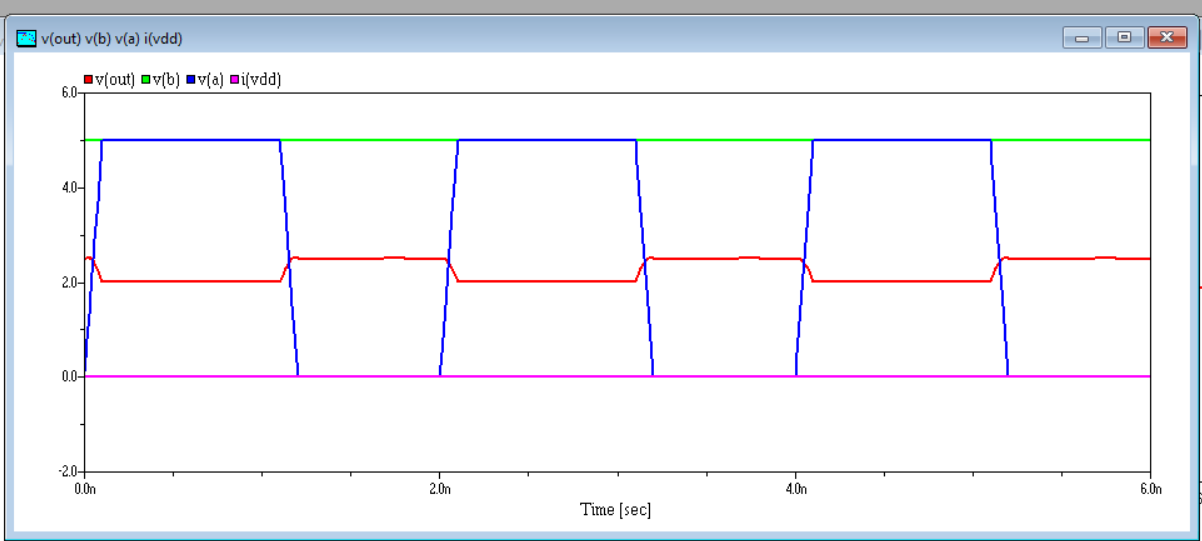 v(out) v(b) v(a) i(vdd)
v(out) v(b) v(a) i(vdd)
6.0
4.0
2.0
0.0
-2.0
0.0n 2.0n 4.0n 6.0n
Time [sec]